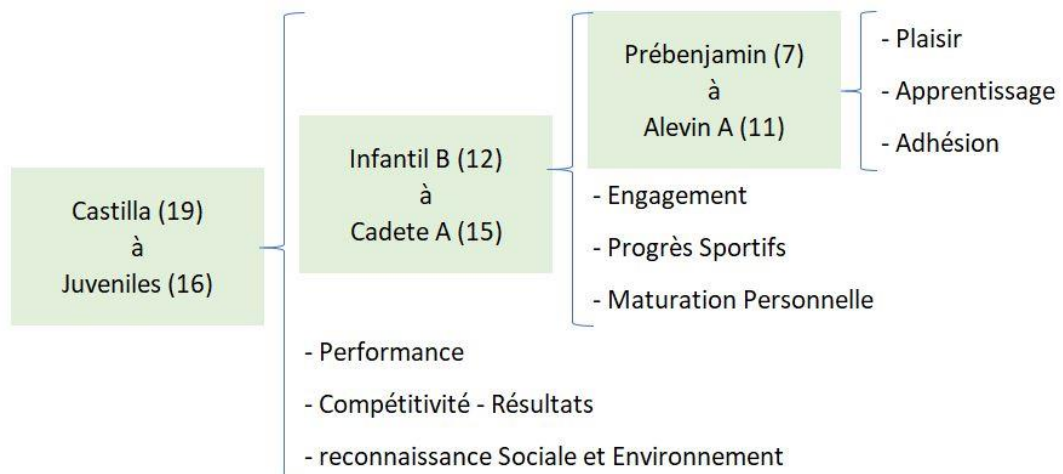 Castilla (19)
à
Juveniles (16)
Infantil B (12)
à
Cadete A (15)
Prébenjamin (7)
à
Alevin A (11)
- Plaisir
- Apprentissage
- Adhésion
- Engagement
- Progrès Sportifs
- Maturation Personnelle
- Performance
- Compétitivité - Résultats
- reconnaissance Sociale et Environnement